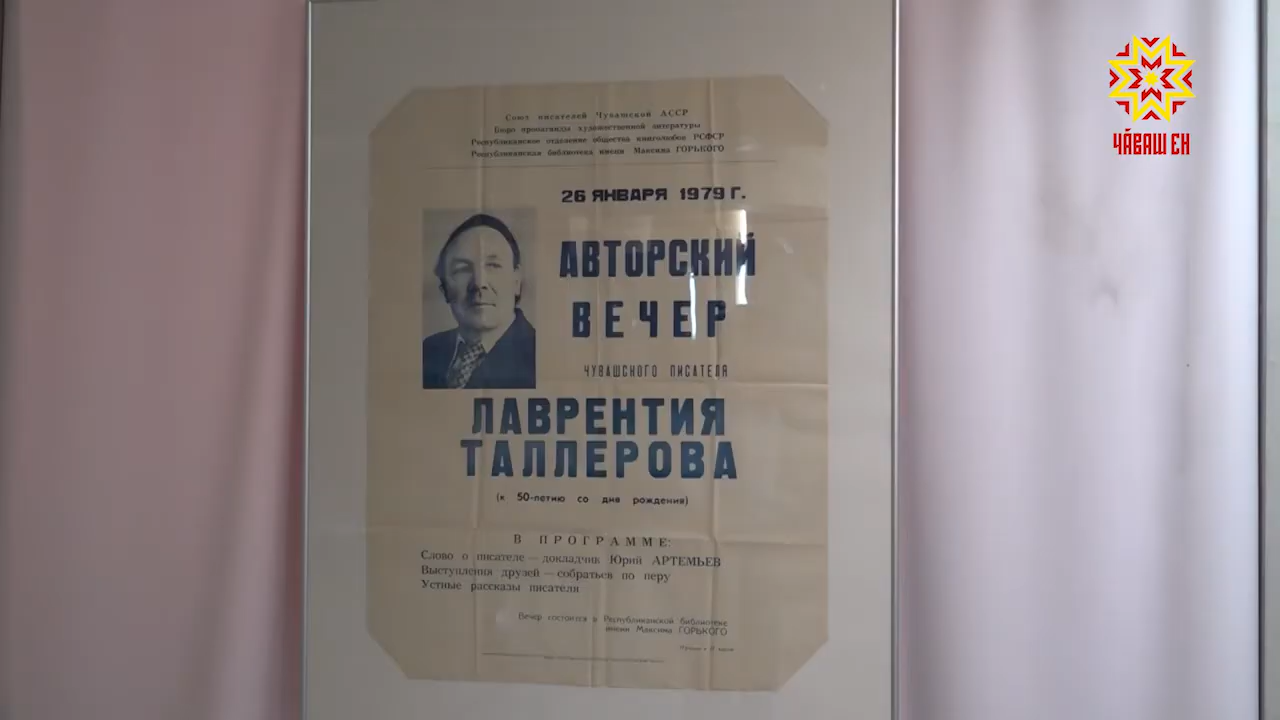 Союз писателей Чувашской АССР
Бюро пропаганды художественной литературы
Республиканское отделение общества книголюбов РСФСР
Республиканская библиотека имени Максима ГОРЬКОГО
26 ЯНВАРЯ 1979 Г.
АВТОРСКИЙ
ВЕЧЕР
ЧУВАШСКОГО ПИСАТЕЛЯ
ЛАВРЕНТИЯ
ТАЛЛЕРОВА
(к 50-летию со дня рождения)
В ПРОГРАММЕ:
Слово о писателе — докладчик Юрий АРТЕМЬЕВ
Выступления друзей — собратьев по перу
Устные рассказы писателя
Вечер состоится в Республиканской библиотеке
имени Максима ГОРЬКОГО
ЧĂВАШ ЕН